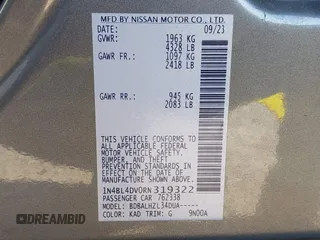 MFD BY NISSAN MOTOR CO., LTD.
DATE: 09/23
GVWR: 1963 KG
4328 LB
GAWR FR: 1097 KG
2418 LB
GAWR RR: 945 KG
2083 LB
THIS VEHICLE CONFORMS TO ALL
APPLICABLE FEDERAL MOTOR
VEHICLE SAFETY,
BUMPER, AND THEFT PREVENTION
STANDARDS IN EFFECT ON THE
DATE OF MANUFACTURE
SHOWN ABOVE.
1N4BL4DV0RN319322
PASSENGER CAR 762338
MODEL: BDBALHZL34DUA-----
COLOR: KAD TRIM: G 9N00A
DREAMBID